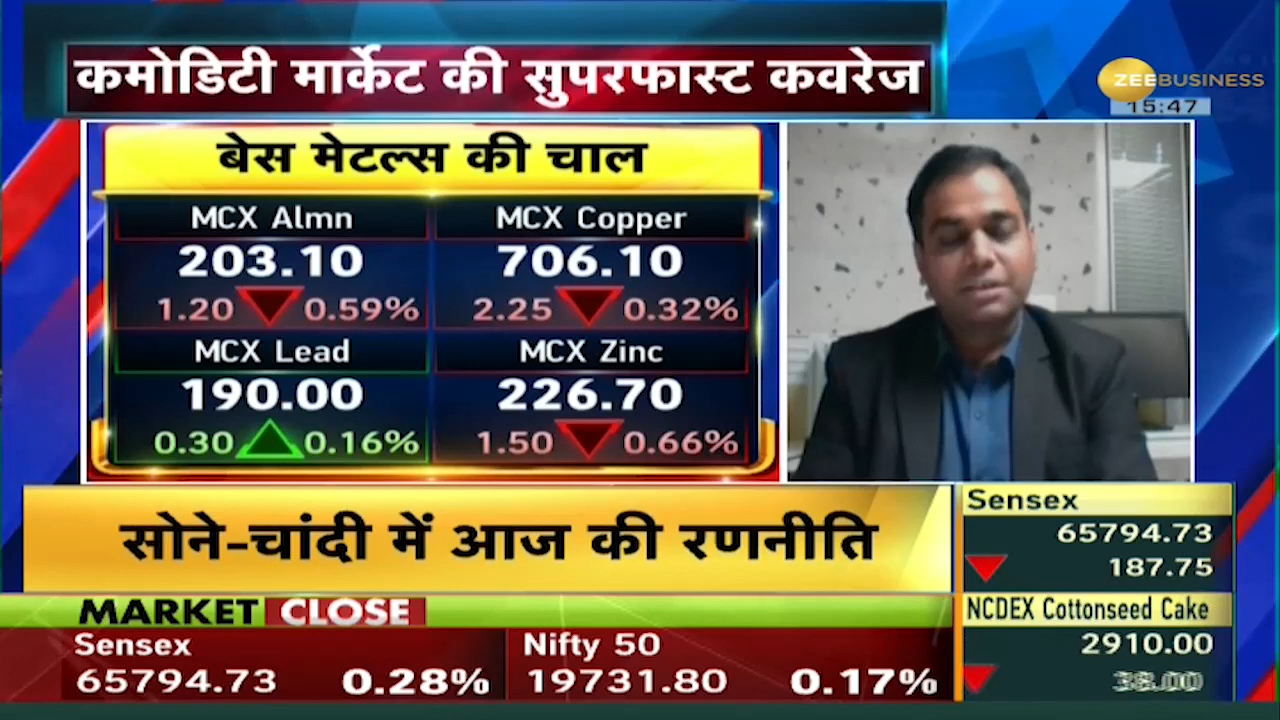 कमोडिटी मार्केट की सुपरफास्ट कवरेज
ZEEBUSINESS
15:47
बेस मेटल्स की चाल
MCX Almn
203.10
1.20 0.59%
MCX Copper
706.10
2.25 0.32%
MCX Lead
190.00
0.30 0.16%
MCX Zinc
226.70
1.50 0.66%
सोने-चांदी में आज की रणनीति
Sensex
65794.73
187.75
MARKET CLOSE
Sensex
65794.73 0.28%
Nifty 50
19731.80 0.17%
NCDEX Cottonseed Cake
2910.00